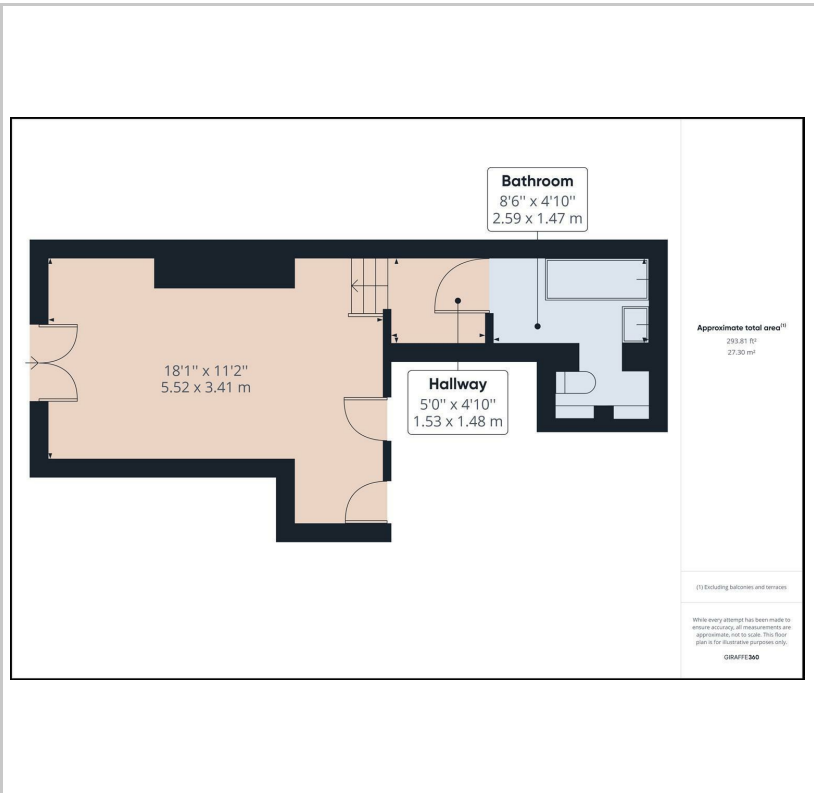 Bathroom
8'6'' x 4'10''
2.59 x 1.47 m
18'1'' x 11'2''
5.52 x 3.41 m
Hallway
5'0'' x 4'10''
1.53 x 1.48 m
Approximate total area(1)
293.81 ft²
27.30 m²
(1) Excluding balconies and terraces
While every attempt has been made to
ensure accuracy, all measurements are
approximate, not to scale. This floor
plan is for illustrative purposes only.
GIRAFFE360